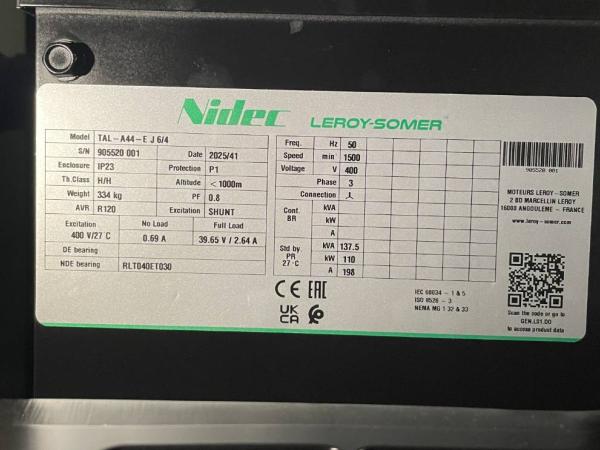 Nidec LEROY-SOMER
Model TAL-A44-E J 6/4
S/N 905520 001 Date 2025/41
Enclosure IP23 Protection P1
Th.Class H/H Altitude < 1000m
Weight 334 kg PF 0.8
AVR R120 Excitation SHUNT
Excitation No Load Full Load
400 V/27°C 0.69 A 39.65 V / 2.64 A
DE bearing
NDE bearing RLT040ET030
Freq. Hz 50
Speed min 1500
Voltage V 400
Phase 3
Connection
Cont. BR kVA
kW
A
Std by PR 27°C kVA 137.5
kW 110
A 198
CE EAC
UK CA
IEC 60034 - 1 & 5
ISO 8528 - 3
NEMA MG 1 32 & 33
905520 001
MOTEURS LEROY-SOMER
2 BD MARCELLIN LEROY
16000 ANGOULEME - FRANCE
www.leroy-somer.com
Scan the code or go to
GEN.LS1.DO
to access product data